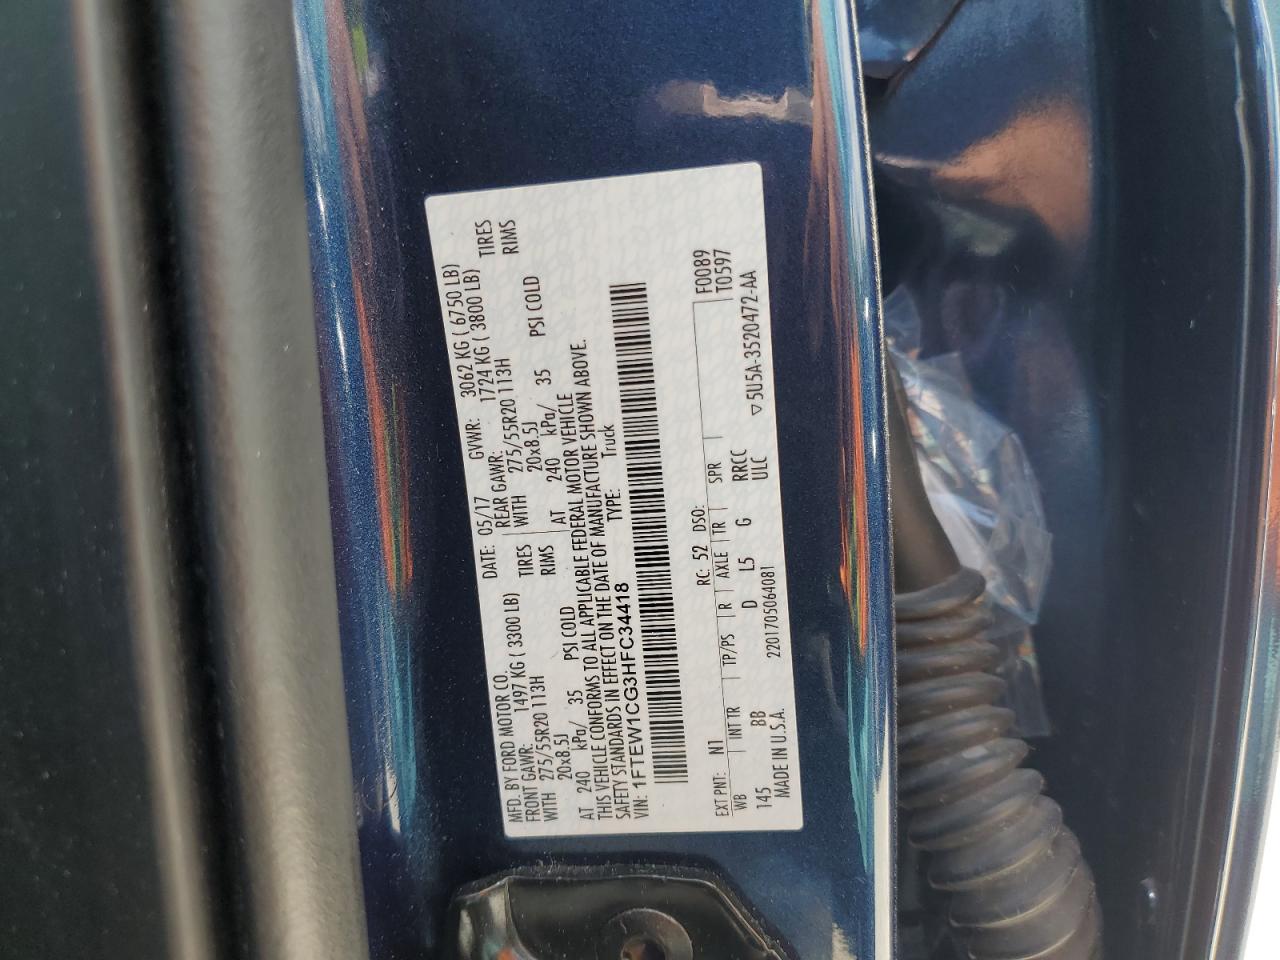 MFD. BY FORD MOTOR CO. DATE: 05/17 GVWR: 3062 KG ( 6750 LB)
FRONT GAWR: 1497 KG ( 3300 LB) REAR GAWR: 1724 KG ( 3800 LB)
WITH 275/55R20 113H TIRES WITH 275/55R20 113H TIRES
20x8.5J RIMS 20x8.5J RIMS
AT 240 kPa/ 35 PSI COLD AT 240 kPa/ 35 PSI COLD
THIS VEHICLE CONFORMS TO ALL APPLICABLE FEDERAL MOTOR VEHICLE
SAFETY STANDARDS IN EFFECT ON THE DATE OF MANUFACTURE SHOWN ABOVE.
VIN: 1FTEW1CG3HFC34418 TYPE: Truck
F0089
EXT PNT: N1 RC: 52 DSO: T0597
WB INT TR TP/PS R AXLE TR SPR
145 BB D L5 G RRCC
ULC
MADE IN U.S.A. 2201705064081 ▽5U5A-3520472-AA